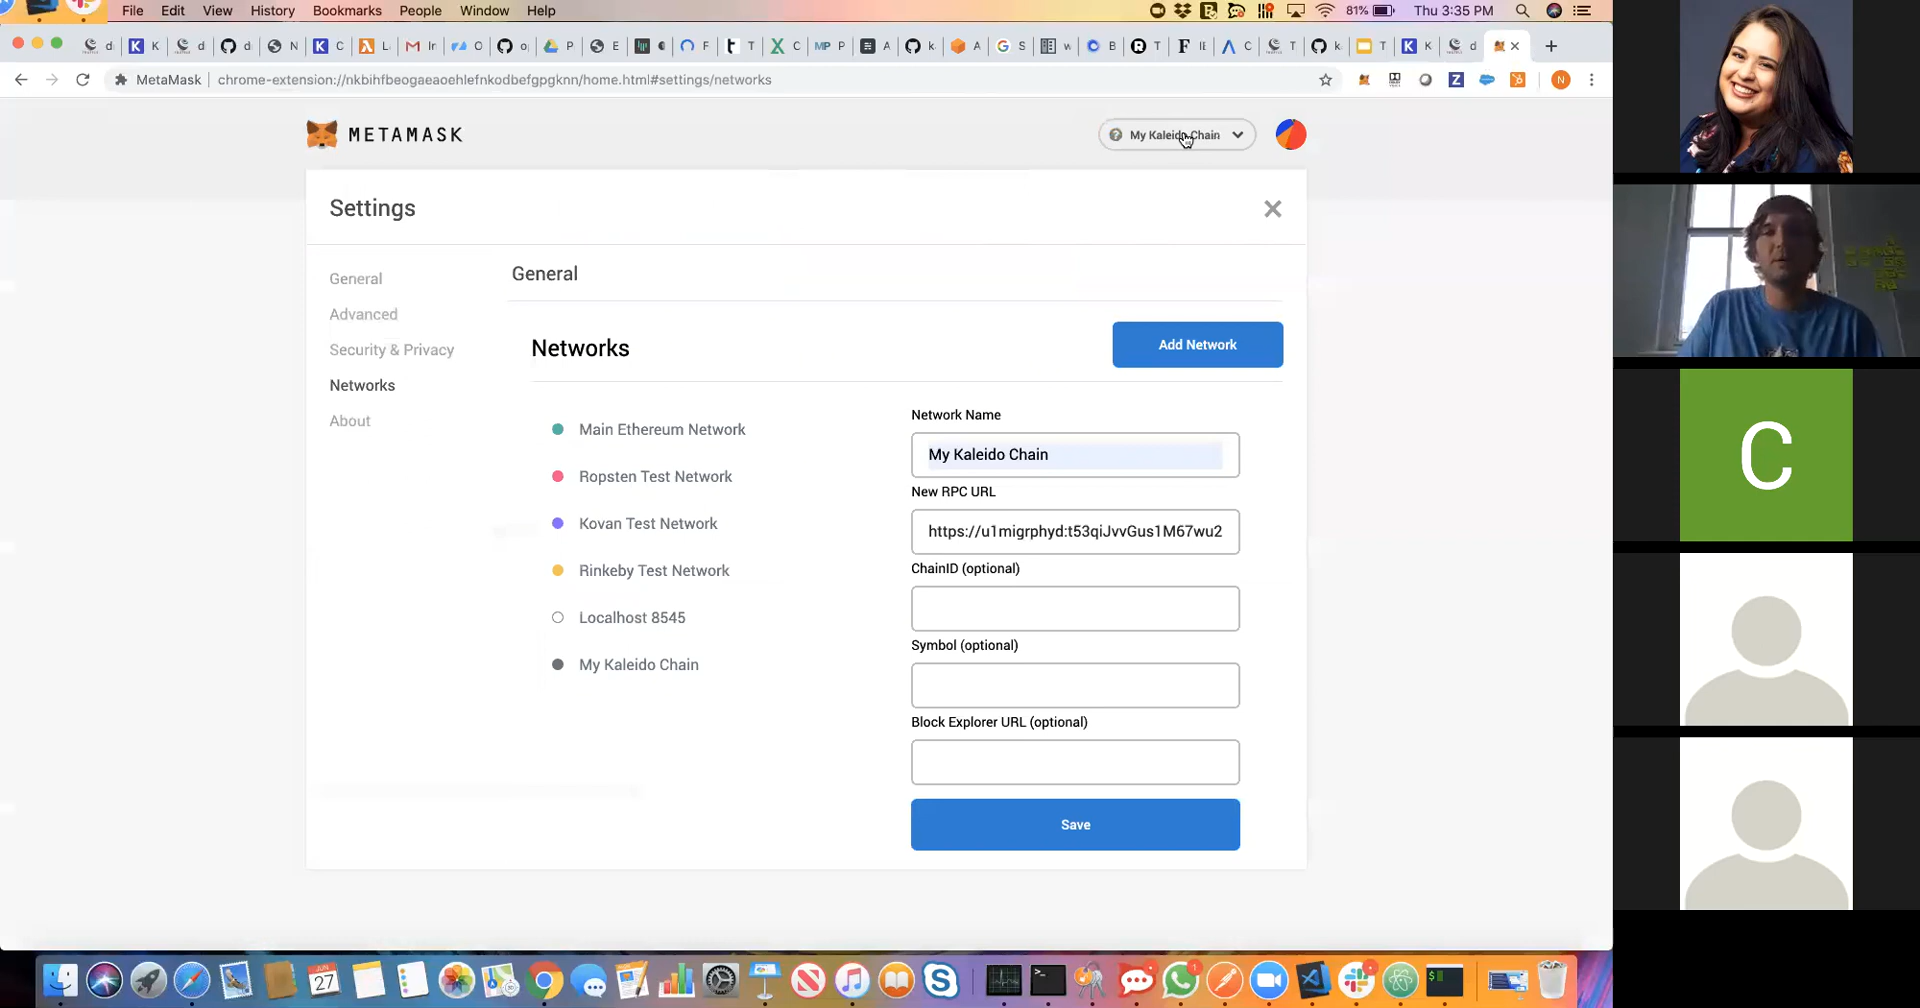 File Edit View History Bookmarks People Window Help 81% Thu 3:35 PM
MetaMask chrome-extension://nkbihfbeogaeaoehlefnkodbefgpgknn/home.html#settings/networks
METAMASK
My Kaleido Chain
Settings
General
General
Advanced
Security & Privacy
Networks
About
Networks
Add Network
Main Ethereum Network
Ropsten Test Network
Kovan Test Network
Rinkeby Test Network
Localhost 8545
My Kaleido Chain
Network Name
My Kaleido Chain
New RPC URL
https://u1migrphyd:t53qiJvvGus1M67wu2
ChainID (optional)
Symbol (optional)
Block Explorer URL (optional)
Save
C
JUN
27